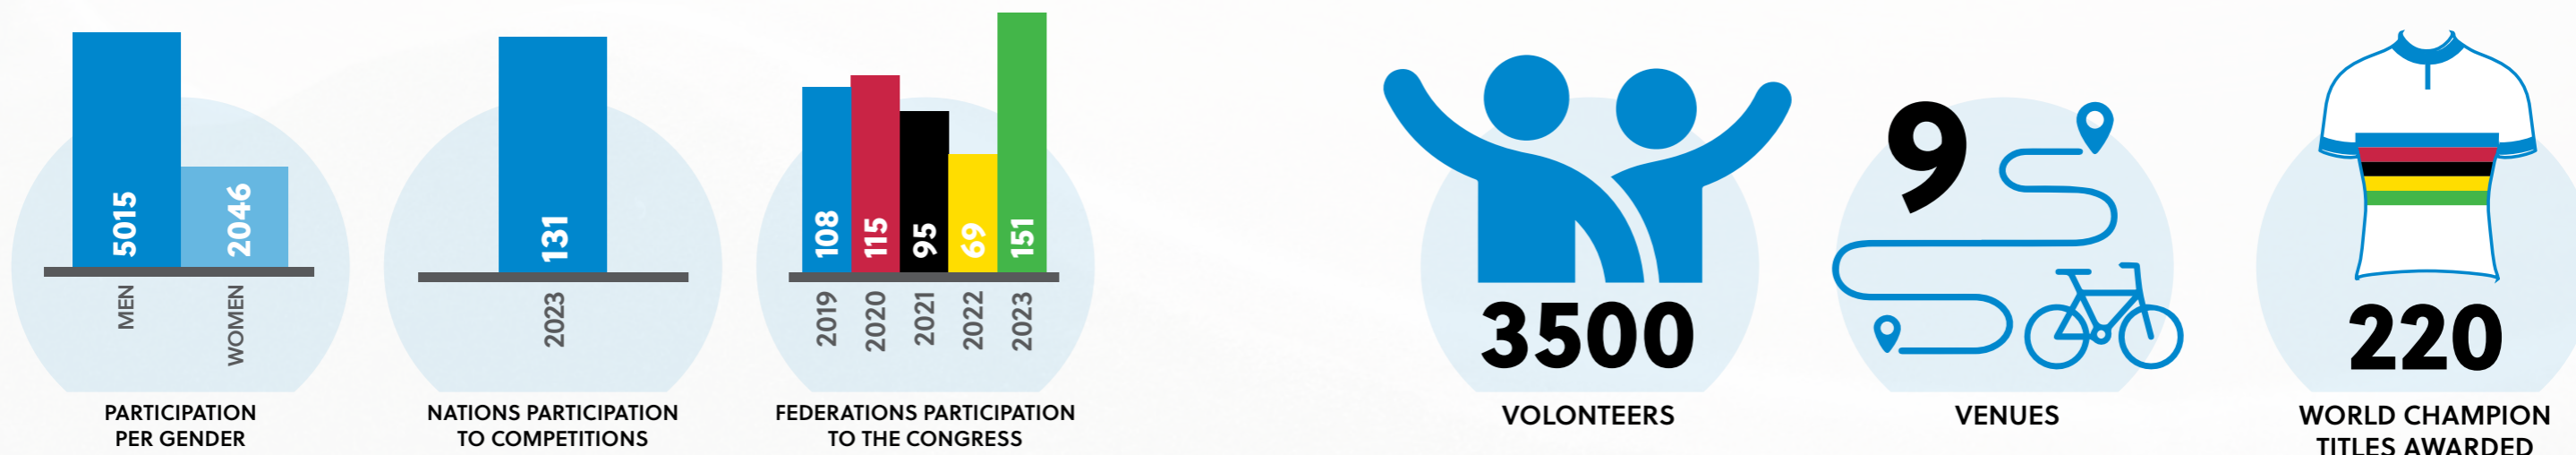 5015
2046
MEN
WOMEN
PARTICIPATION
PER GENDER
131
2023
NATIONS PARTICIPATION
TO COMPETITIONS
108
115
95
69
151
2019
2020
2021
2022
2023
FEDERATIONS PARTICIPATION
TO THE CONGRESS
3500
VOLONTEERS
9
VENUES
220
WORLD CHAMPION
TITLES AWARDED